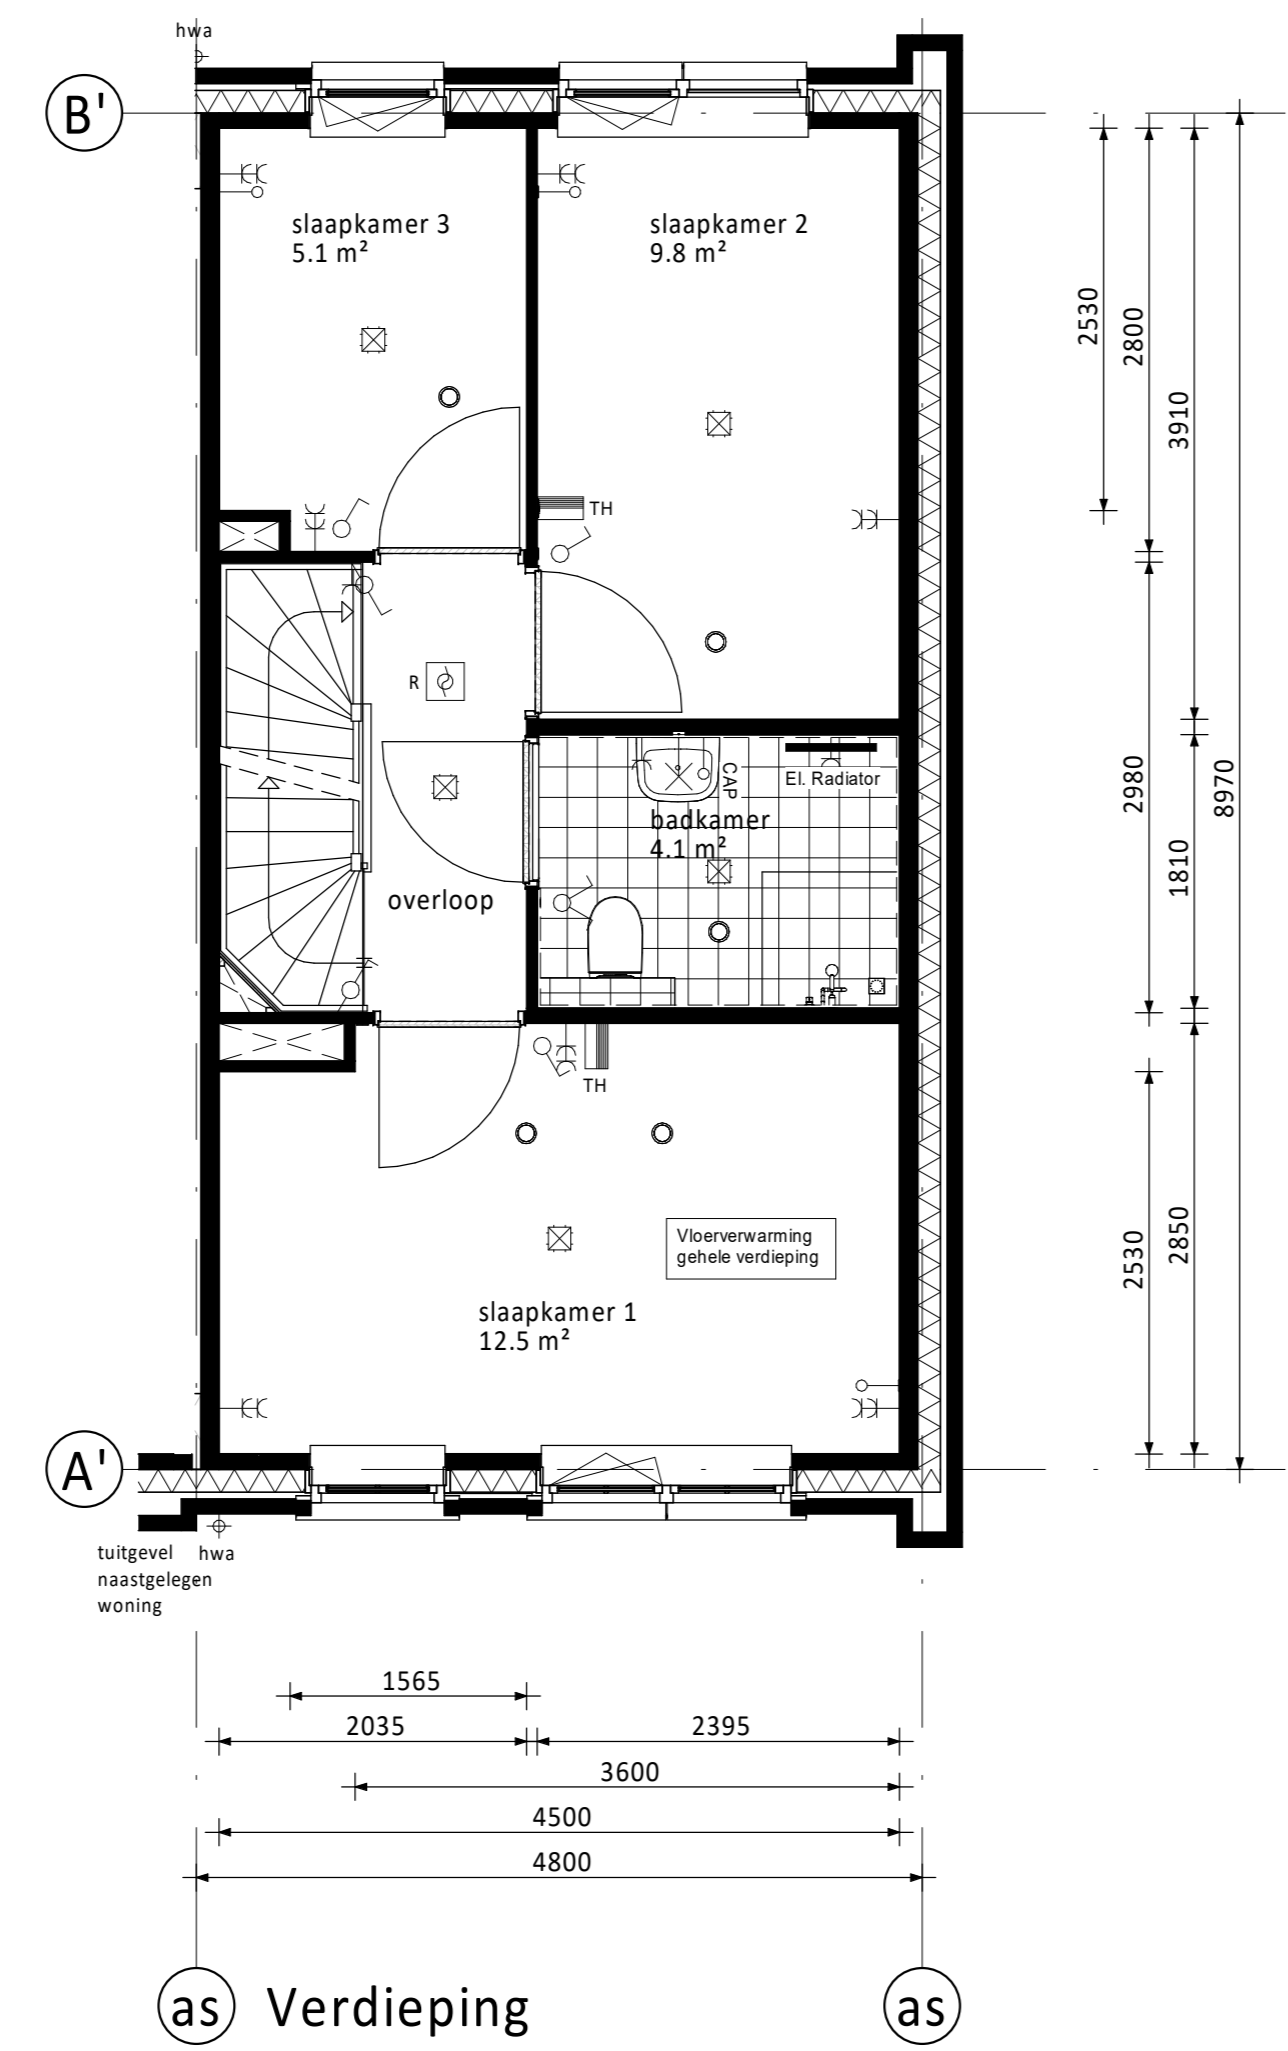 hwa
B'
slaapkamer 3
5.1 m²
slaapkamer 2
9.8 m²
2530
2800
3910
TH
R
2980
8970
1810
CAP
El. Radiator
badkamer
4.1 m²
overloop
TH
Vloerverwarming
gehele verdieping
2530
2850
slaapkamer 1
12.5 m²
A'
tuitgevel hwa
naastgelegen
woning
1565
2035
2395
3600
4500
4800
as
Verdieping
as